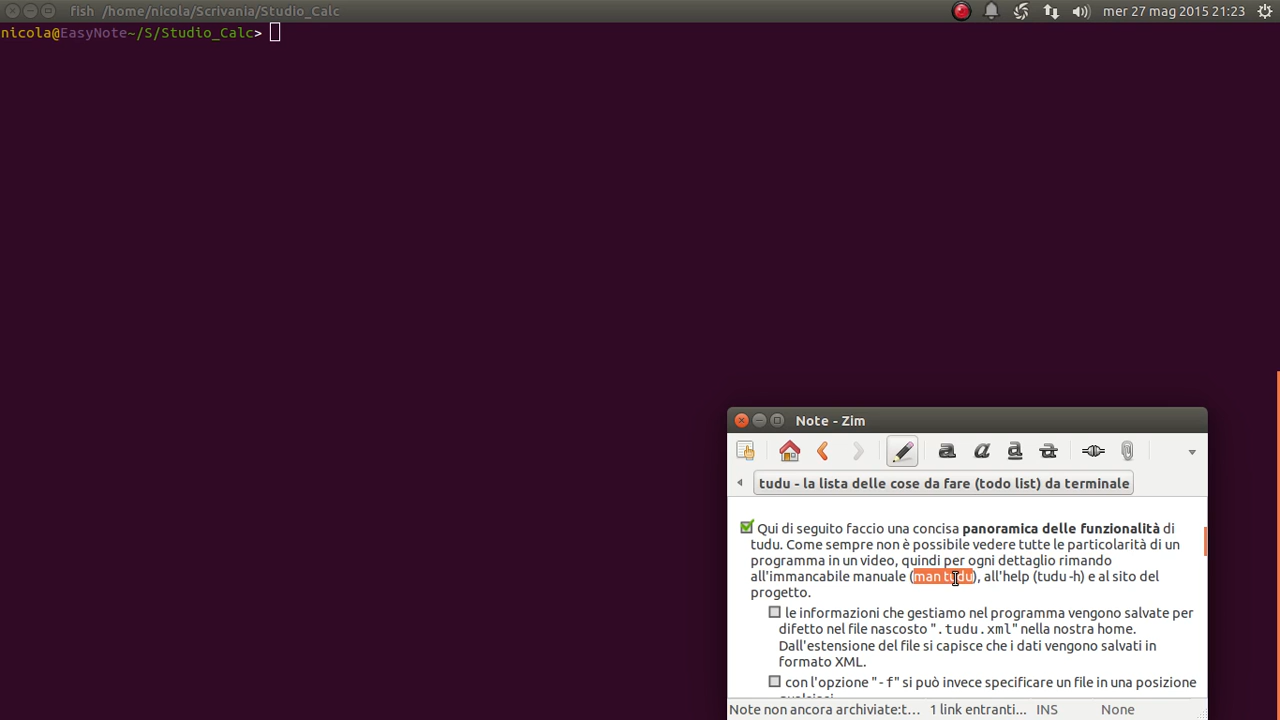 fish /home/nicola/Scrivania/Studio_Calc
mer 27 mag 2015 21:23
nicola@EasyNote~/S/Studio_Calc>
Note - Zim
a a a a
tudu - la lista delle cose da fare (todo list) da terminale
Qui di seguito faccio una concisa panoramica delle funzionalità di
tudu. Come sempre non è possibile vedere tutte le particolarità di un
programma in un video, quindi per ogni dettaglio rimando
all'immancabile manuale (man tudu), all'help (tudu -h) e al sito del
progetto.
le informazioni che gestiamo nel programma vengono salvate per
difetto nel file nascosto ".tudu.xml" nella nostra home.
Dall'estensione del file si capisce che i dati vengono salvati in
formato XML.
con l'opzione "-f" si può invece specificare un file in una posizione
Note non ancora archiviate:t... 1 link entranti... INS None